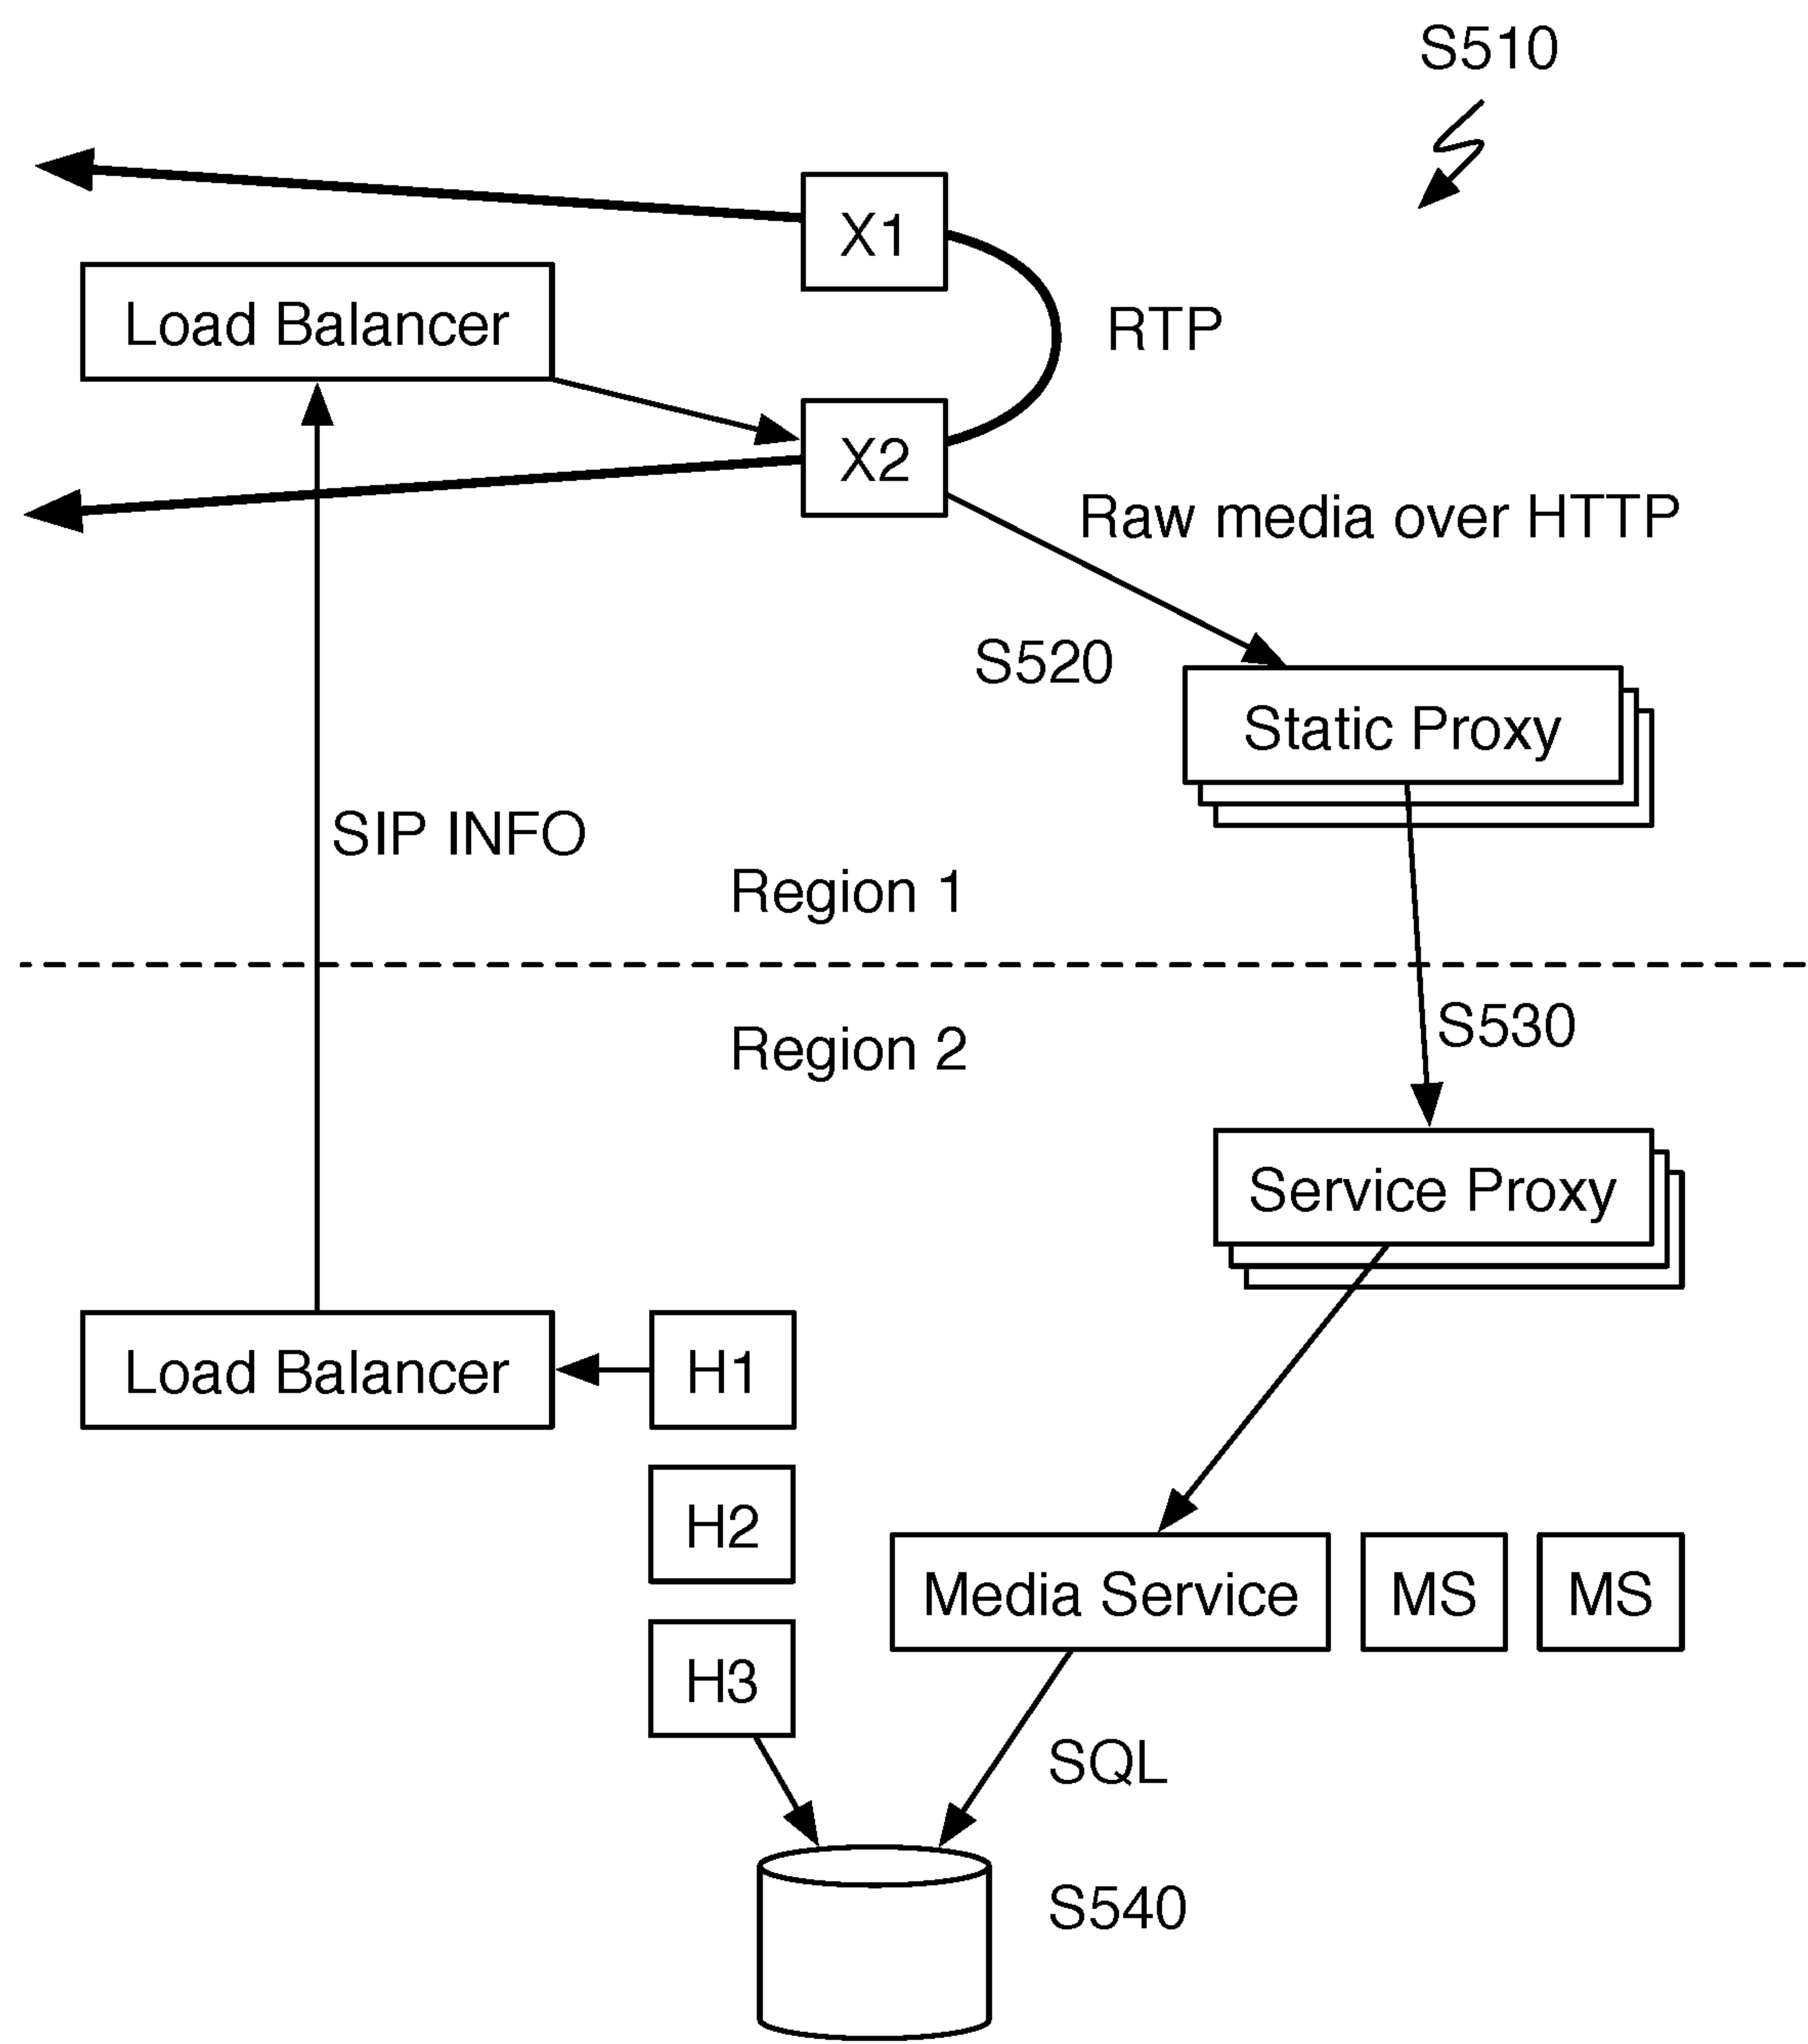 S510
X1
Load Balancer
RTP
X2
Raw media over HTTP
S520
Static Proxy
SIP INFO
Region 1
Region 2
S530
Service Proxy
Load Balancer
H1
H2
Media Service
MS
MS
H3
SQL
S540